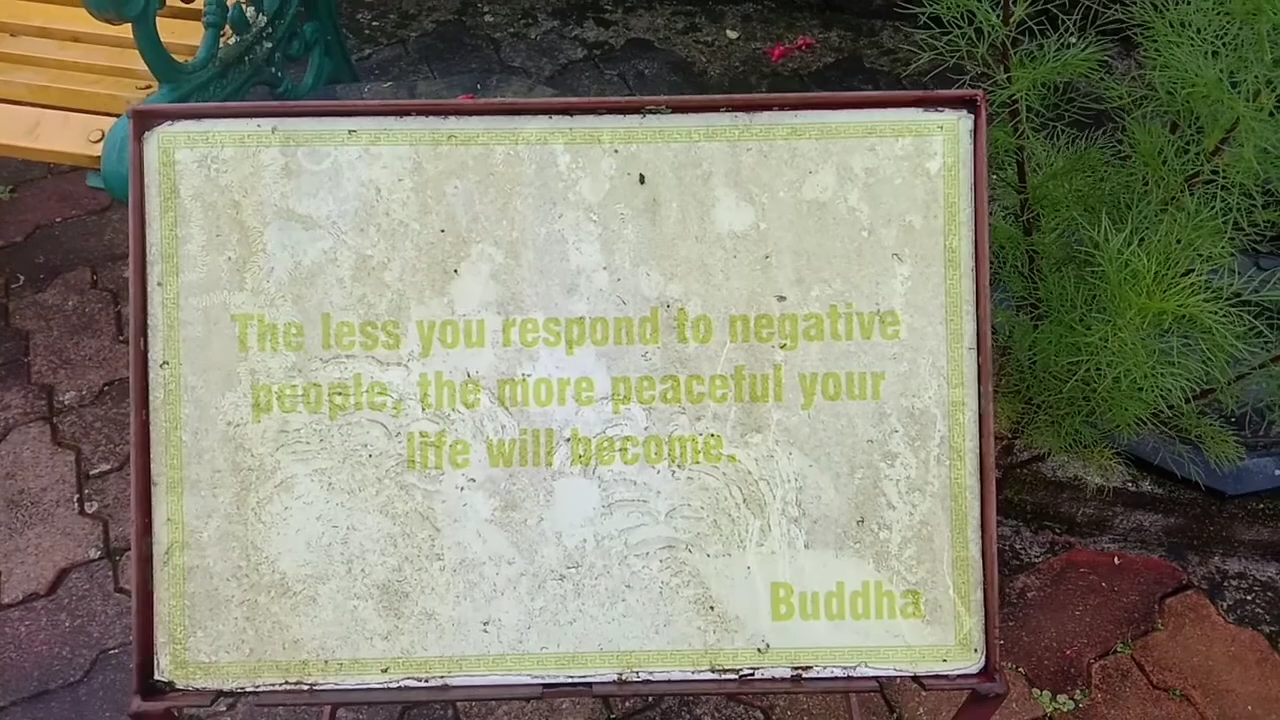 The less you respond to negative
people, the more peaceful your
life will become.
Buddha